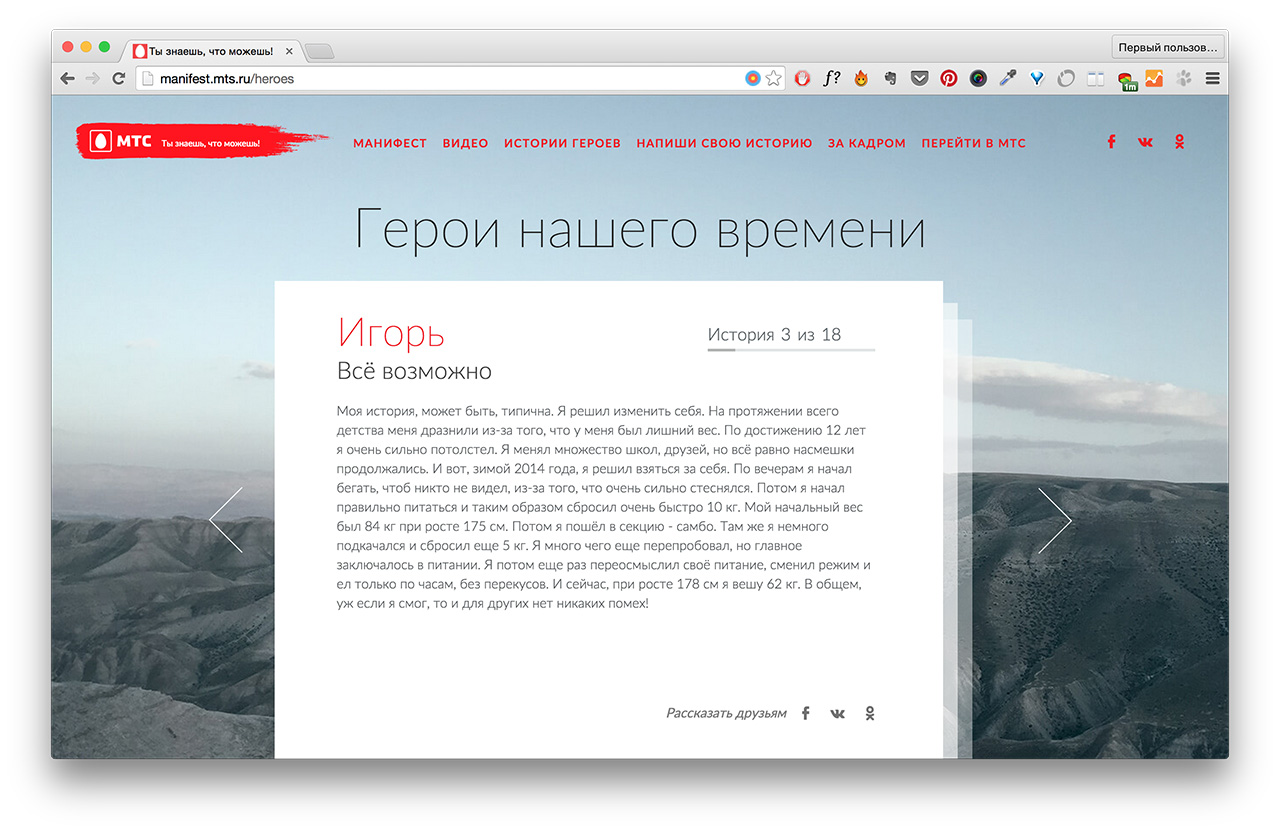 Ты знаешь, что можешь!
Первый пользов...
manifest.mts.ru/heroes
f?
1m
МТС Ты знаешь, что можешь!
МАНИФЕСТ ВИДЕО ИСТОРИИ ГЕРОЕВ НАПИШИ СВОЮ ИСТОРИЮ ЗА КАДРОМ ПЕРЕЙТИ В МТС
Герои нашего времени
Игорь
История 3 из 18
Всё возможно
Моя история, может быть, типична. Я решил изменить себя. На протяжении всего
детства меня дразнили из-за того, что у меня был лишний вес. По достижению 12 лет
я очень сильно потолстел. Я менял множество школ, друзей, но всё равно насмешки
продолжались. И вот, зимой 2014 года, я решил взяться за себя. По вечерам я начал
бегать, чтоб никто не видел, из-за того, что очень сильно стеснялся. Потом я начал
правильно питаться и таким образом сбросил очень быстро 10 кг. Мой начальный вес
был 84 кг при росте 175 см. Потом я пошёл в секцию - самбо. Там же я немного
подкачался и сбросил еще 5 кг. Я много чего еще перепробовал, но главное
заключалось в питании. Я потом еще раз переосмыслил своё питание, сменил режим и
ел только по часам, без перекусов. И сейчас, при росте 178 см я вешу 62 кг. В общем,
уж если я смог, то и для других нет никаких помех!
Рассказать друзьям